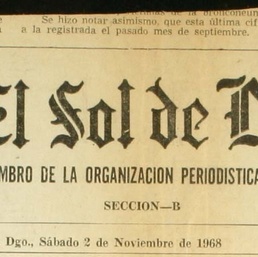 Se hizo notar asimismo, que esta última cif
a la registrada el pasado mes de septiembre.
El Sol de D
MBRO DE LA ORGANIZACION PERIODISTICA
SECCION—B
Dgo., Sábado 2 de Noviembre de 1968